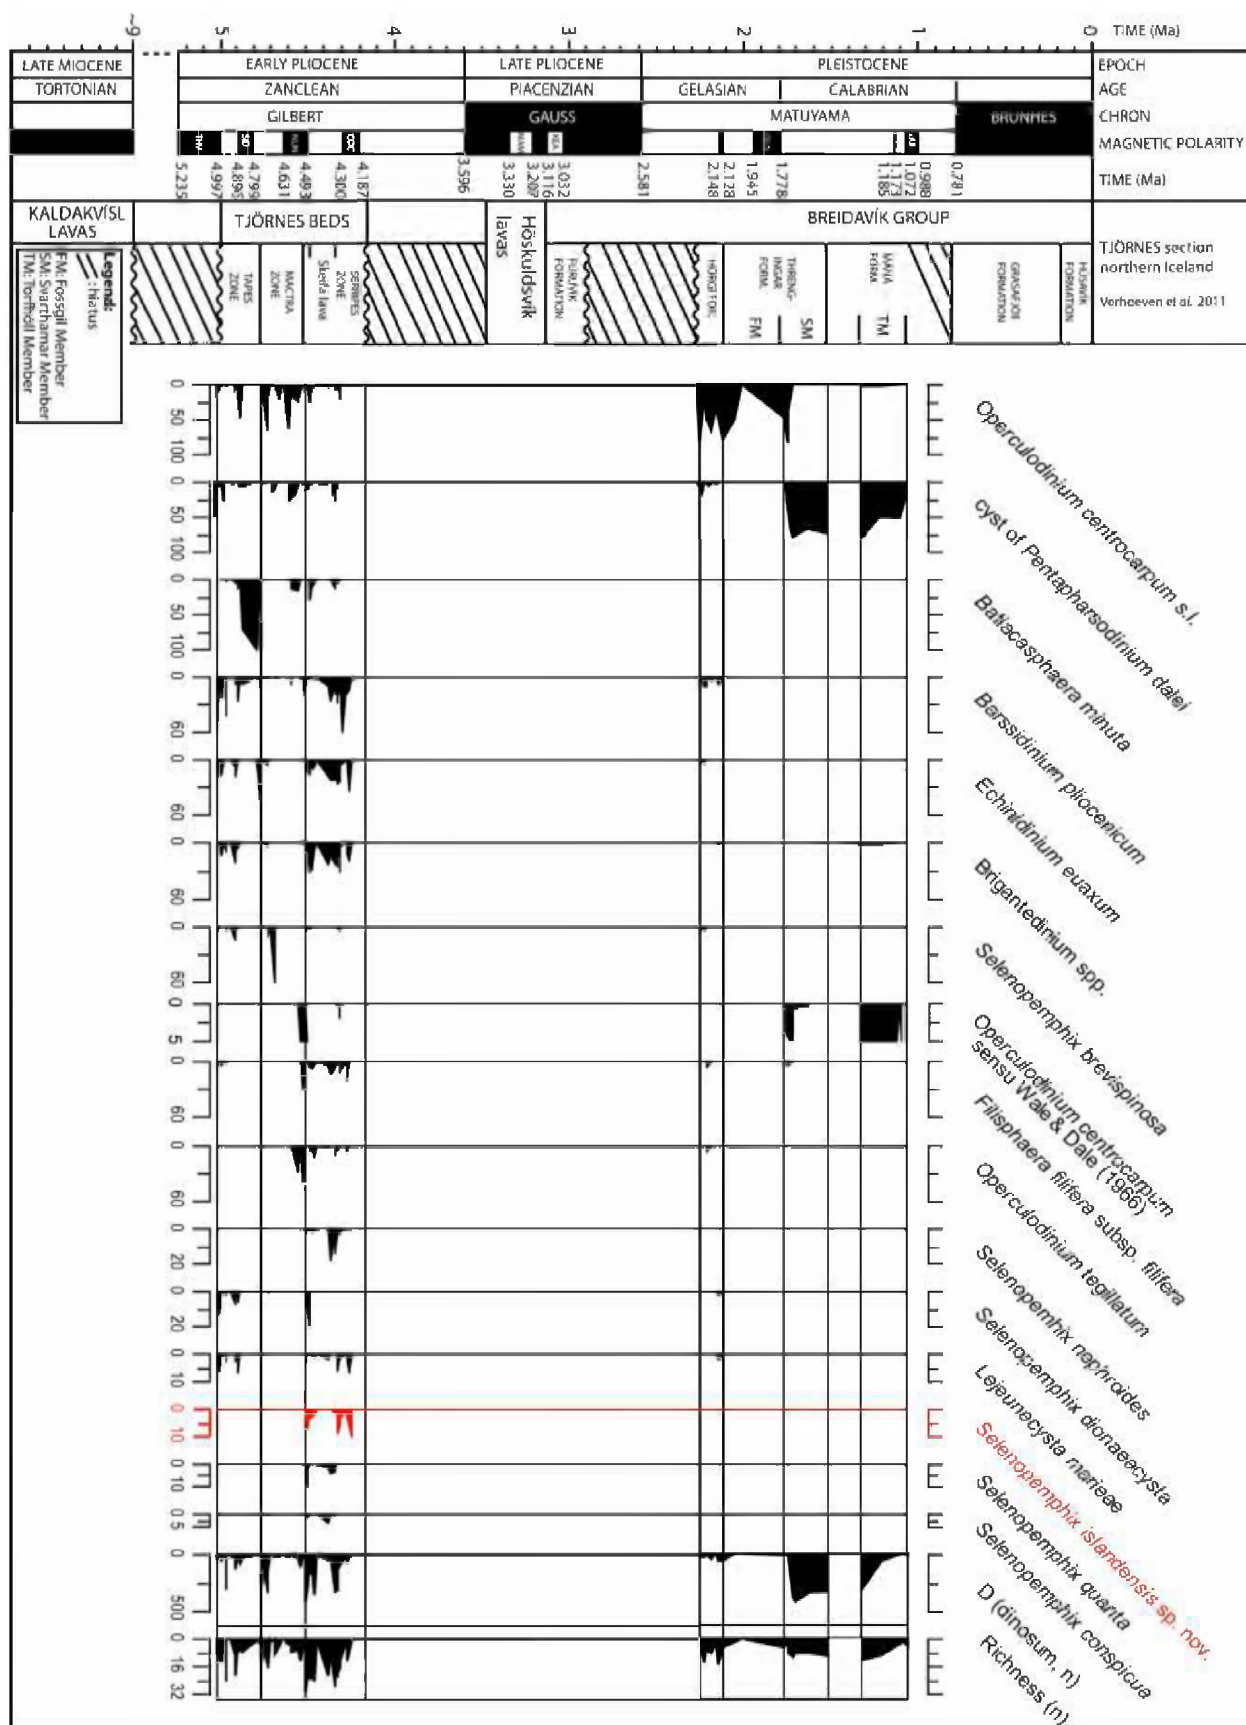 TIME (Ma)
~9
5
4
3
2
1
0
LATE MIOCENE
EARLY PLIOCENE
LATE PLIOCENE
PLEISTOCENE
EPOCH
TORTONIAN
ZANCLEAN
PIACENZIAN
GELASIAN
CALABRIAN
AGE
GILBERT
GAUSS
MATUYAMA
BRUNHES
CHRON
MAGNETIC POLARITY
5.235
4.997
4.896
4.799
4.631
4.493
4.300
4.187
3.596
3.330
3.207
3.116
3.032
2.581
2.148
2.128
1.945
1.778
1.185
1.173
1.072
0.988
0.781
TIME (Ma)
KALDAKVÍSL
LAVAS
TJÖRNES BEDS
Höskuldsvík
lavas
BREIDAVÍK GROUP
TJÖRNES section
northern Iceland
Verhoeven et al. 2011
TAPES
ZONE
MACTRA
ZONE
Skeifa lava
SERRIPES
ZONE
FURUVÍK
FORMATION
HÖRGI FOR.
THRENG-
INGAR
FORM.
FM
SM
MÁNÁ
FORM.
TM
GRASAFJÖR
FORMATION
HÚSAVÍK
FORMATION
Legend:
: hiatus
FM: Fossgil Member
SM: Svarthamar Member
TM: Torfhóll Member
0
50
100
Operculodinium centrocarpum s.l.
0
50
100
cyst of Pentapharsodinium dalei
0
50
100
Batiacasphaera minuta
0
60
Barssidinium pliocenicum
0
60
Echinidinium euaxum
0
60
Brigantedinium spp.
0
60
Selenopemphix brevispinosa
0
5
Operculodinium centrocarpum
sensu Wale & Dale (1966)
0
60
Filisphaera filifera subsp. filifera
0
60
Operculodinium tegillatum
0
20
Selenopemhix nephroides
0
20
Selenopemphix dionaeacysta
0
10
Lejeunecysta marieae
0
10
Selenopemphix islandensis sp. nov.
0
10
Selenopemphix quanta
0
5
Selenopemphix conspicua
0
500
D (dinosum, n)
0
16
32
Richness (n)